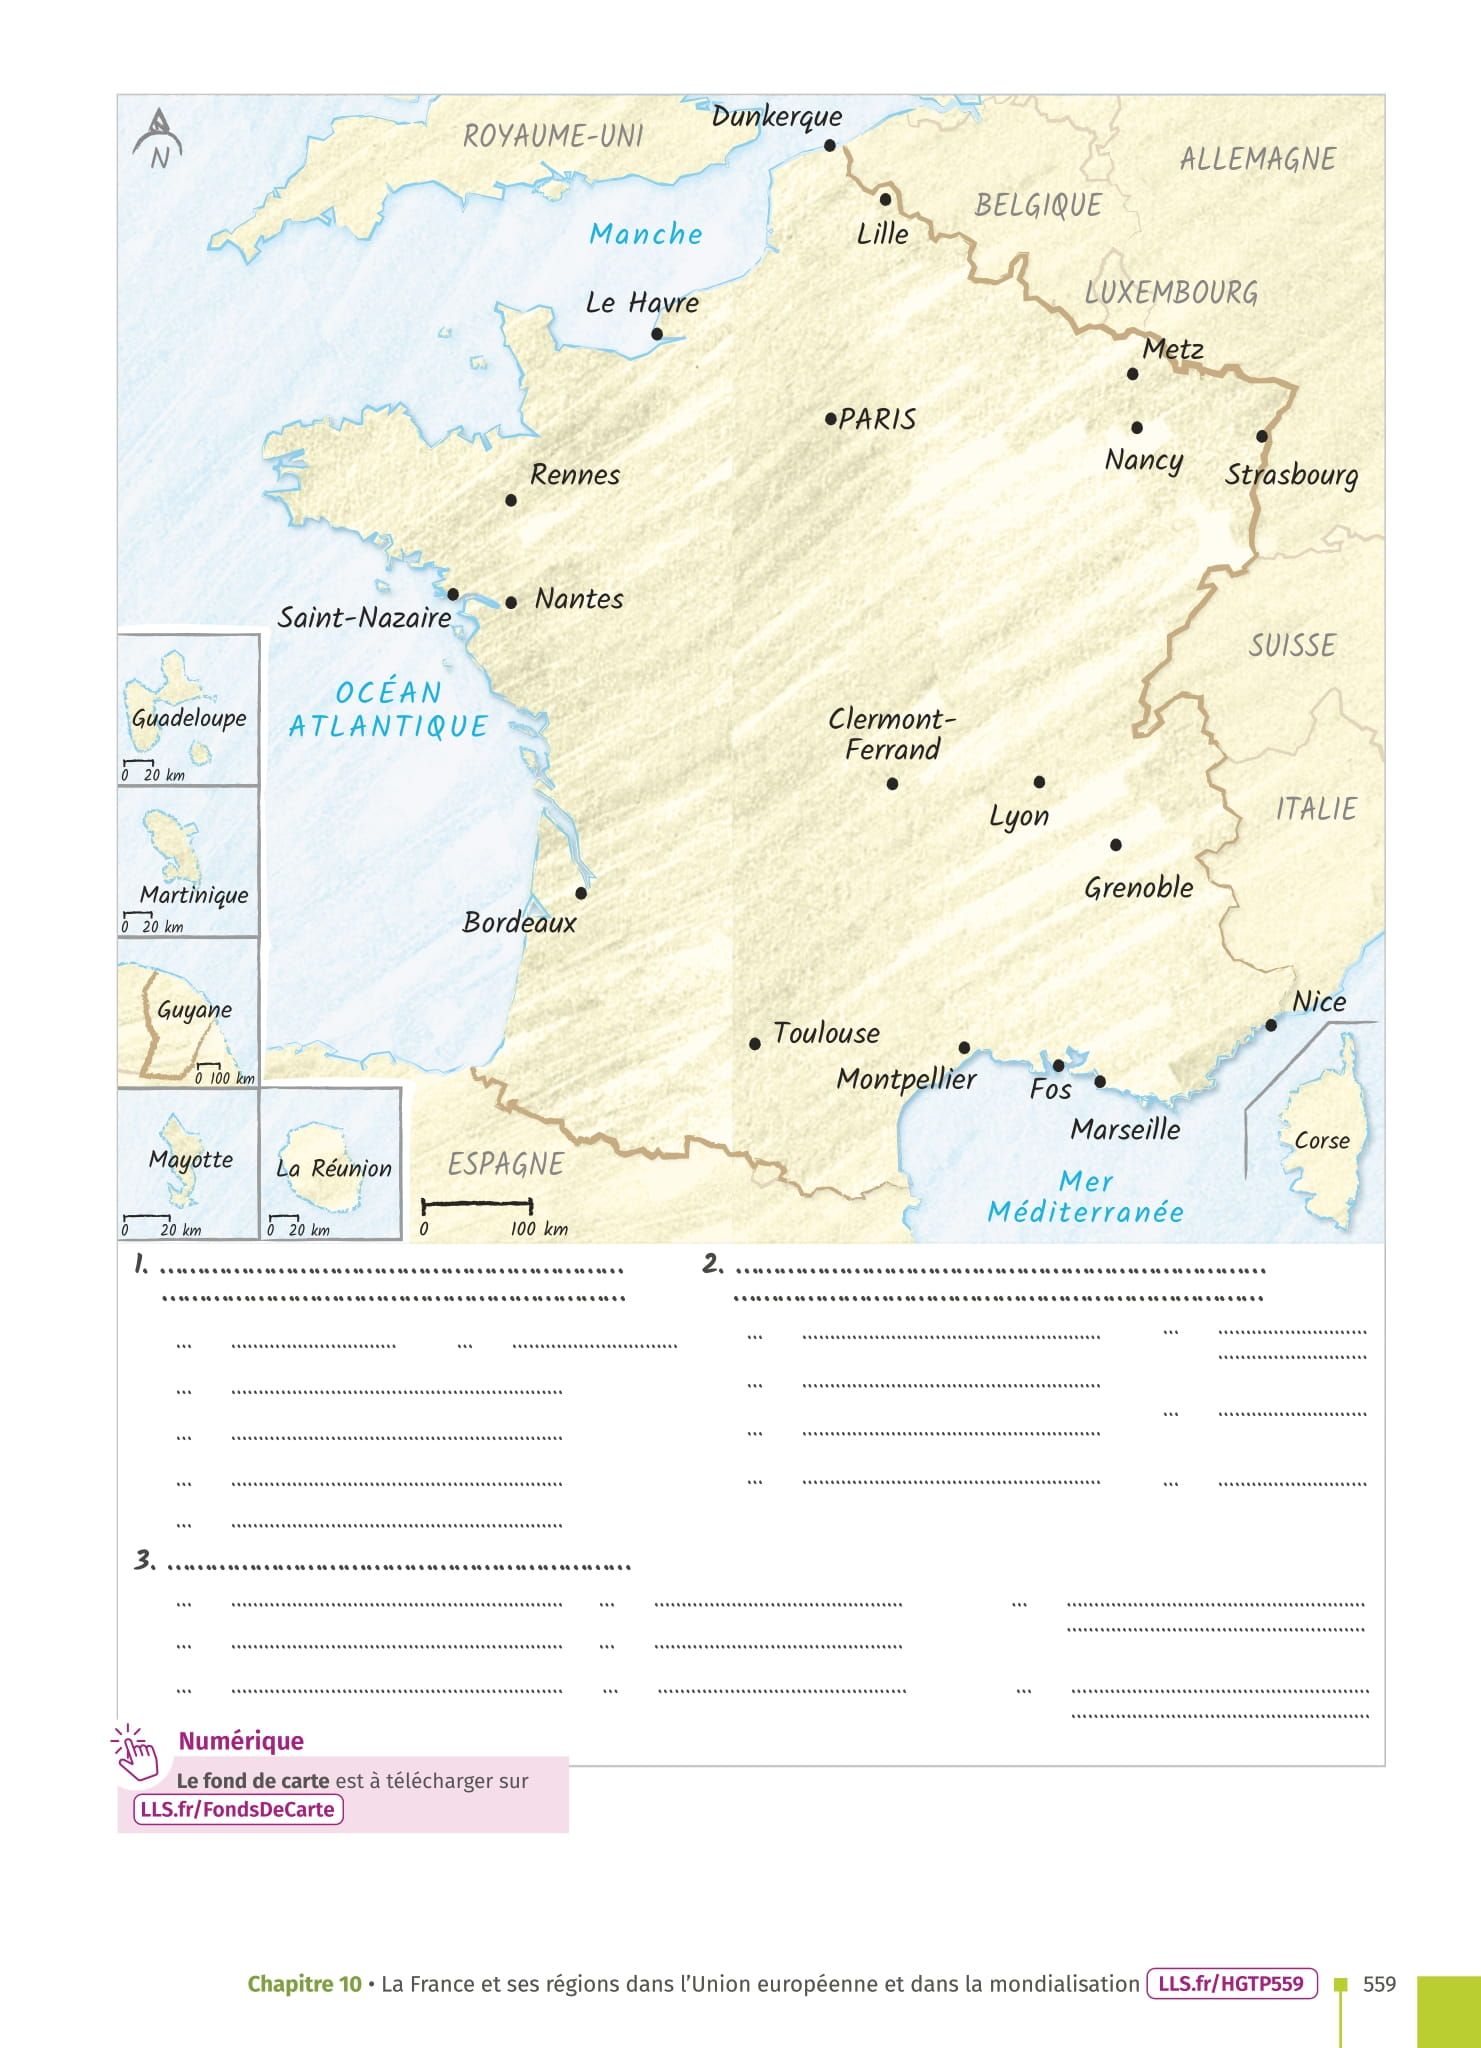 N
ROYAUME-UNI
Dunkerque
ALLEMAGNE
BELGIQUE
Manche
Lille
LUXEMBOURG
Le Havre
Metz
PARIS
Nancy
Strasbourg
Rennes
Nantes
Saint-Nazaire
SUISSE
OCÉAN
ATLANTIQUE
Guadeloupe
0 20 km
Clermont-
Ferrand
Lyon
ITALIE
Martinique
0 20 km
Grenoble
Bordeaux
Guyane
0 100 km
Nice
Toulouse
Montpellier
Fos
Marseille
Corse
Mayotte
0 20 km
La Réunion
0 20 km
ESPAGNE
0 100 km
Mer
Méditerranée
1. ............................................................
............................................................
... ........................ ... ........................
... ................................................
... ................................................
... ................................................
... ................................................
2. ............................................................
............................................................
... ........................................ ... ....................
....................
... ........................................
... ....................
... ........................................
... ........................................ ... ....................
3. ............................................................
... ................................................ ... .................................... ... ........................................
........................................
... ................................................ ... ....................................
... ................................................ ... .................................... ... ........................................
........................................
Numérique
Le fond de carte est à télécharger sur
LLS.fr/FondsDeCarte
Chapitre 10 • La France et ses régions dans l’Union européenne et dans la mondialisation LLS.fr/HGTP559 559